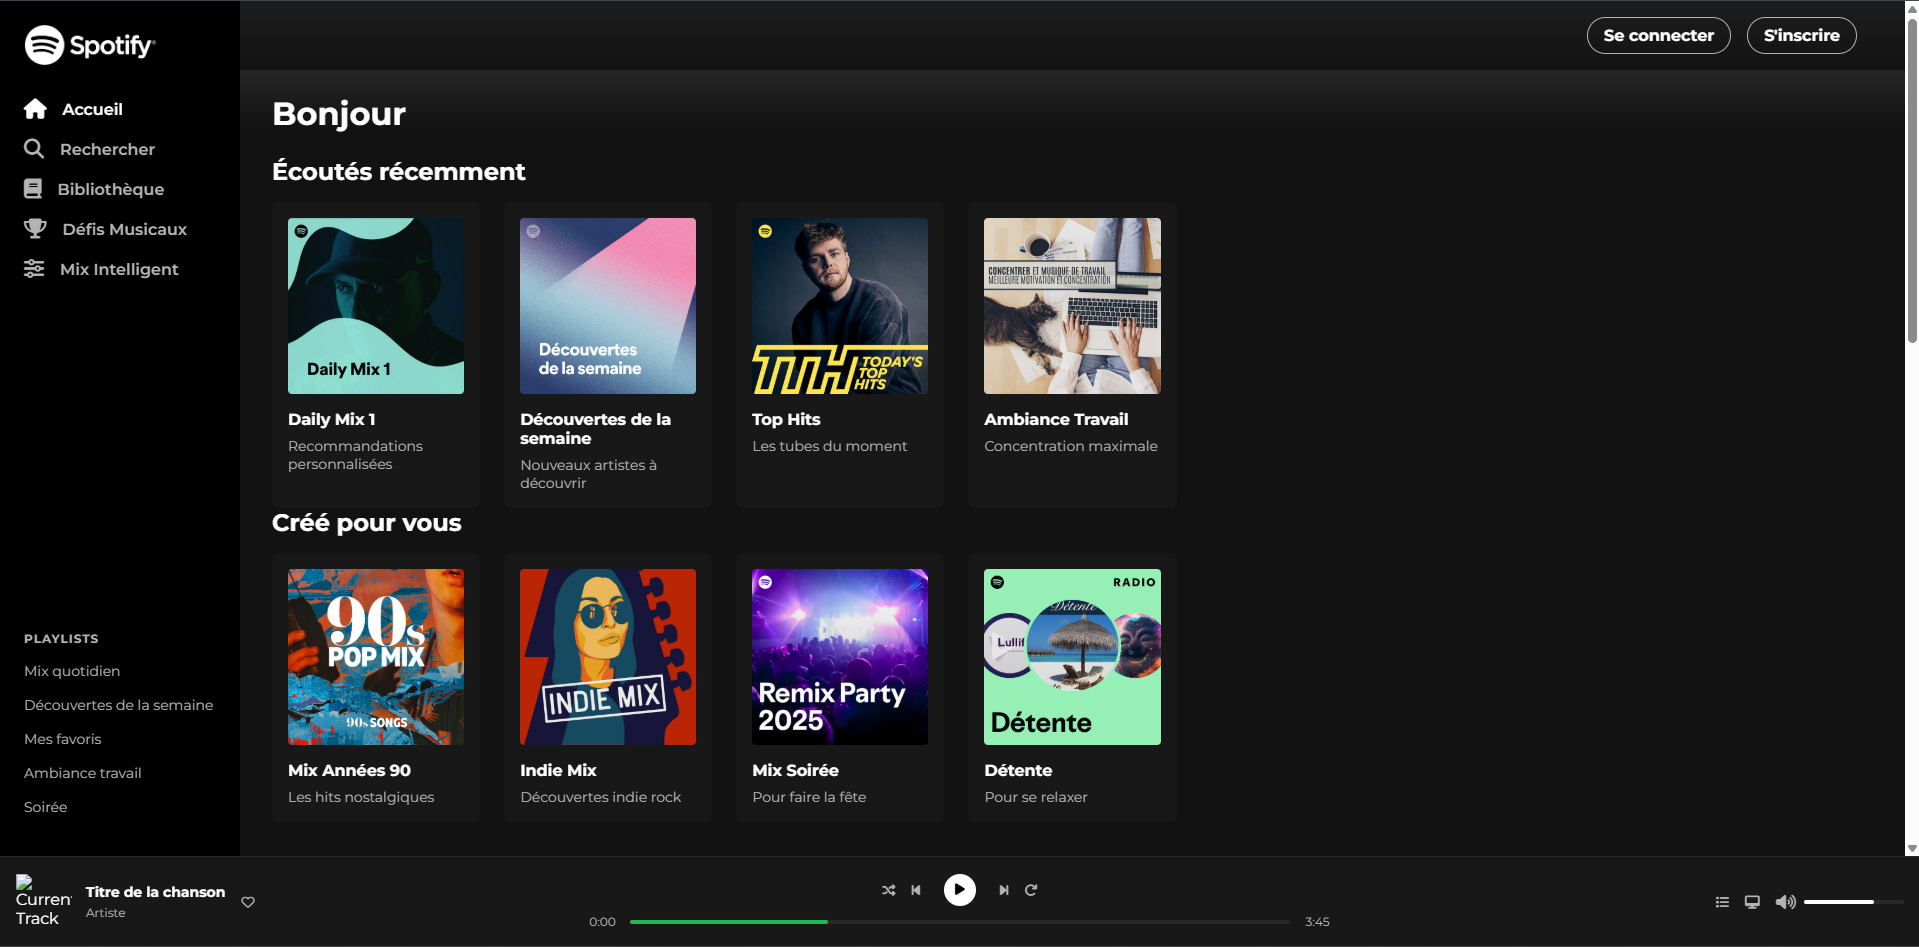 Spotify
Se connecter
S'inscrire
Accueil
Rechercher
Bibliothèque
Défis Musicaux
Mix Intelligent
PLAYLISTS
Mix quotidien
Découvertes de la semaine
Mes favoris
Ambiance travail
Soirée
Bonjour
Écoutés récemment
Daily Mix 1
Daily Mix 1
Recommandations
personnalisées
Découvertes
de la semaine
Découvertes de la
semaine
Nouveaux artistes à
découvrir
TTH TODAY'S
TOP
HITS
Top Hits
Les tubes du moment
CONCENTRER ET MUSIQUE DE TRAVAIL
MEILLEURE MOTIVATION ET CONCENTRATION
Ambiance Travail
Concentration maximale
Créé pour vous
90s
POP MIX
90s SONGS
Mix Années 90
Les hits nostalgiques
INDIE MIX
Indie Mix
Découvertes indie rock
Remix Party
2025
Mix Soirée
Pour faire la fête
RADIO
Détente
Lullif
Détente
Détente
Pour se relaxer
Curren
Track
Titre de la chanson
Artiste
0:00
3:45